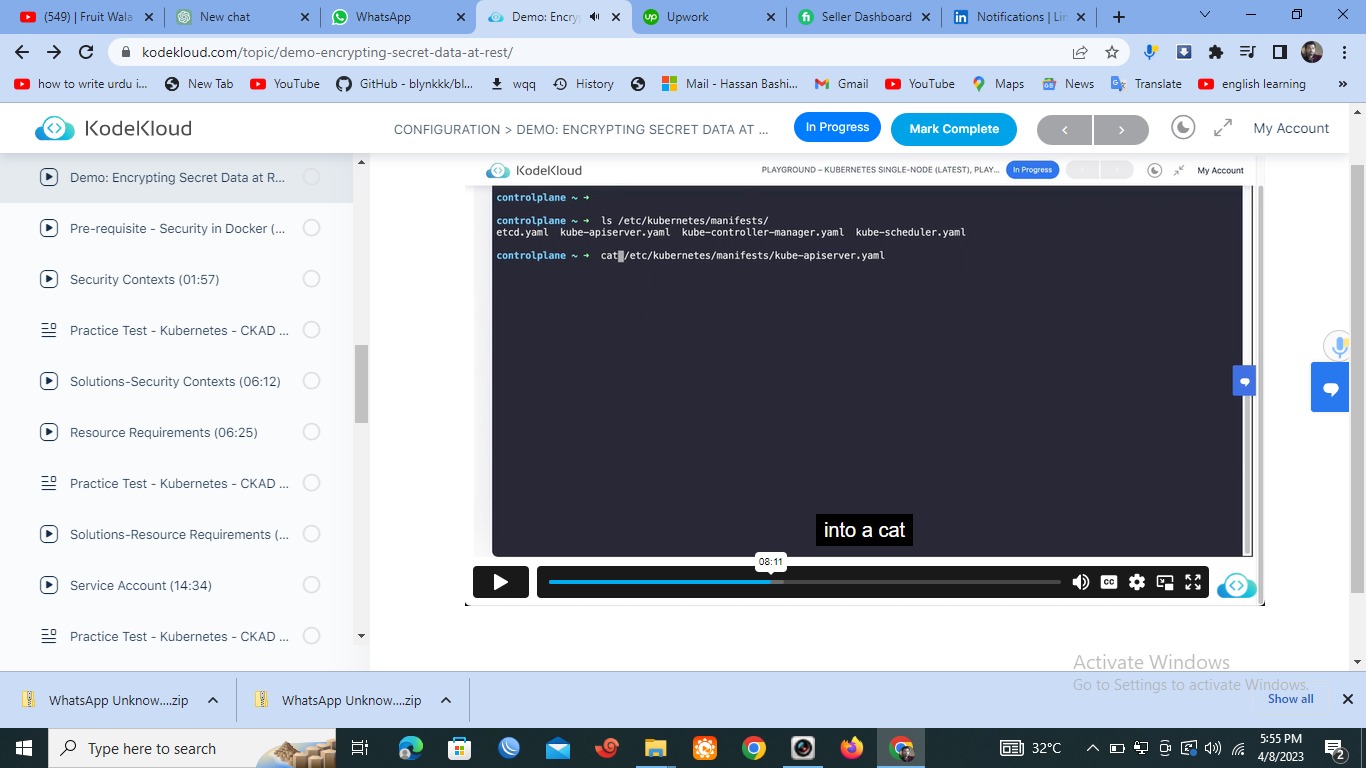 (549) | Fruit Wala
New chat
WhatsApp
Demo: Encry
Upwork
Seller Dashboard
Notifications | Lin
kodekloud.com/topic/demo-encrypting-secret-data-at-rest/
how to write urdu i...
New Tab
YouTube
GitHub - blynkkk/bl...
wqq
History
Mail - Hassan Bashi...
Gmail
YouTube
Maps
News
Translate
english learning
»
KodeKloud
CONFIGURATION > DEMO: ENCRYPTING SECRET DATA AT ...
In Progress
Mark Complete
<
>
My Account
Demo: Encrypting Secret Data at R...
Pre-requisite - Security in Docker (...
Security Contexts (01:57)
Practice Test - Kubernetes - CKAD ...
Solutions-Security Contexts (06:12)
Resource Requirements (06:25)
Practice Test - Kubernetes - CKAD ...
Solutions-Resource Requirements (...
Service Account (14:34)
Practice Test - Kubernetes - CKAD ...
KodeKloud
PLAYGROUND – KUBERNETES SINGLE-NODE (LATEST), PLAY...
In Progress
My Account
controlplane ~ ➜
controlplane ~ ➜ ls /etc/kubernetes/manifests/
etcd.yaml kube-apiserver.yaml kube-controller-manager.yaml kube-scheduler.yaml
controlplane ~ ➜ cat /etc/kubernetes/manifests/kube-apiserver.yaml
into a cat
08:11
CC
Activate Windows
Go to Settings to activate Windows.
WhatsApp Unknow....zip
WhatsApp Unknow....zip
Show all
Type here to search
32°C
5:55 PM
4/8/2023
2